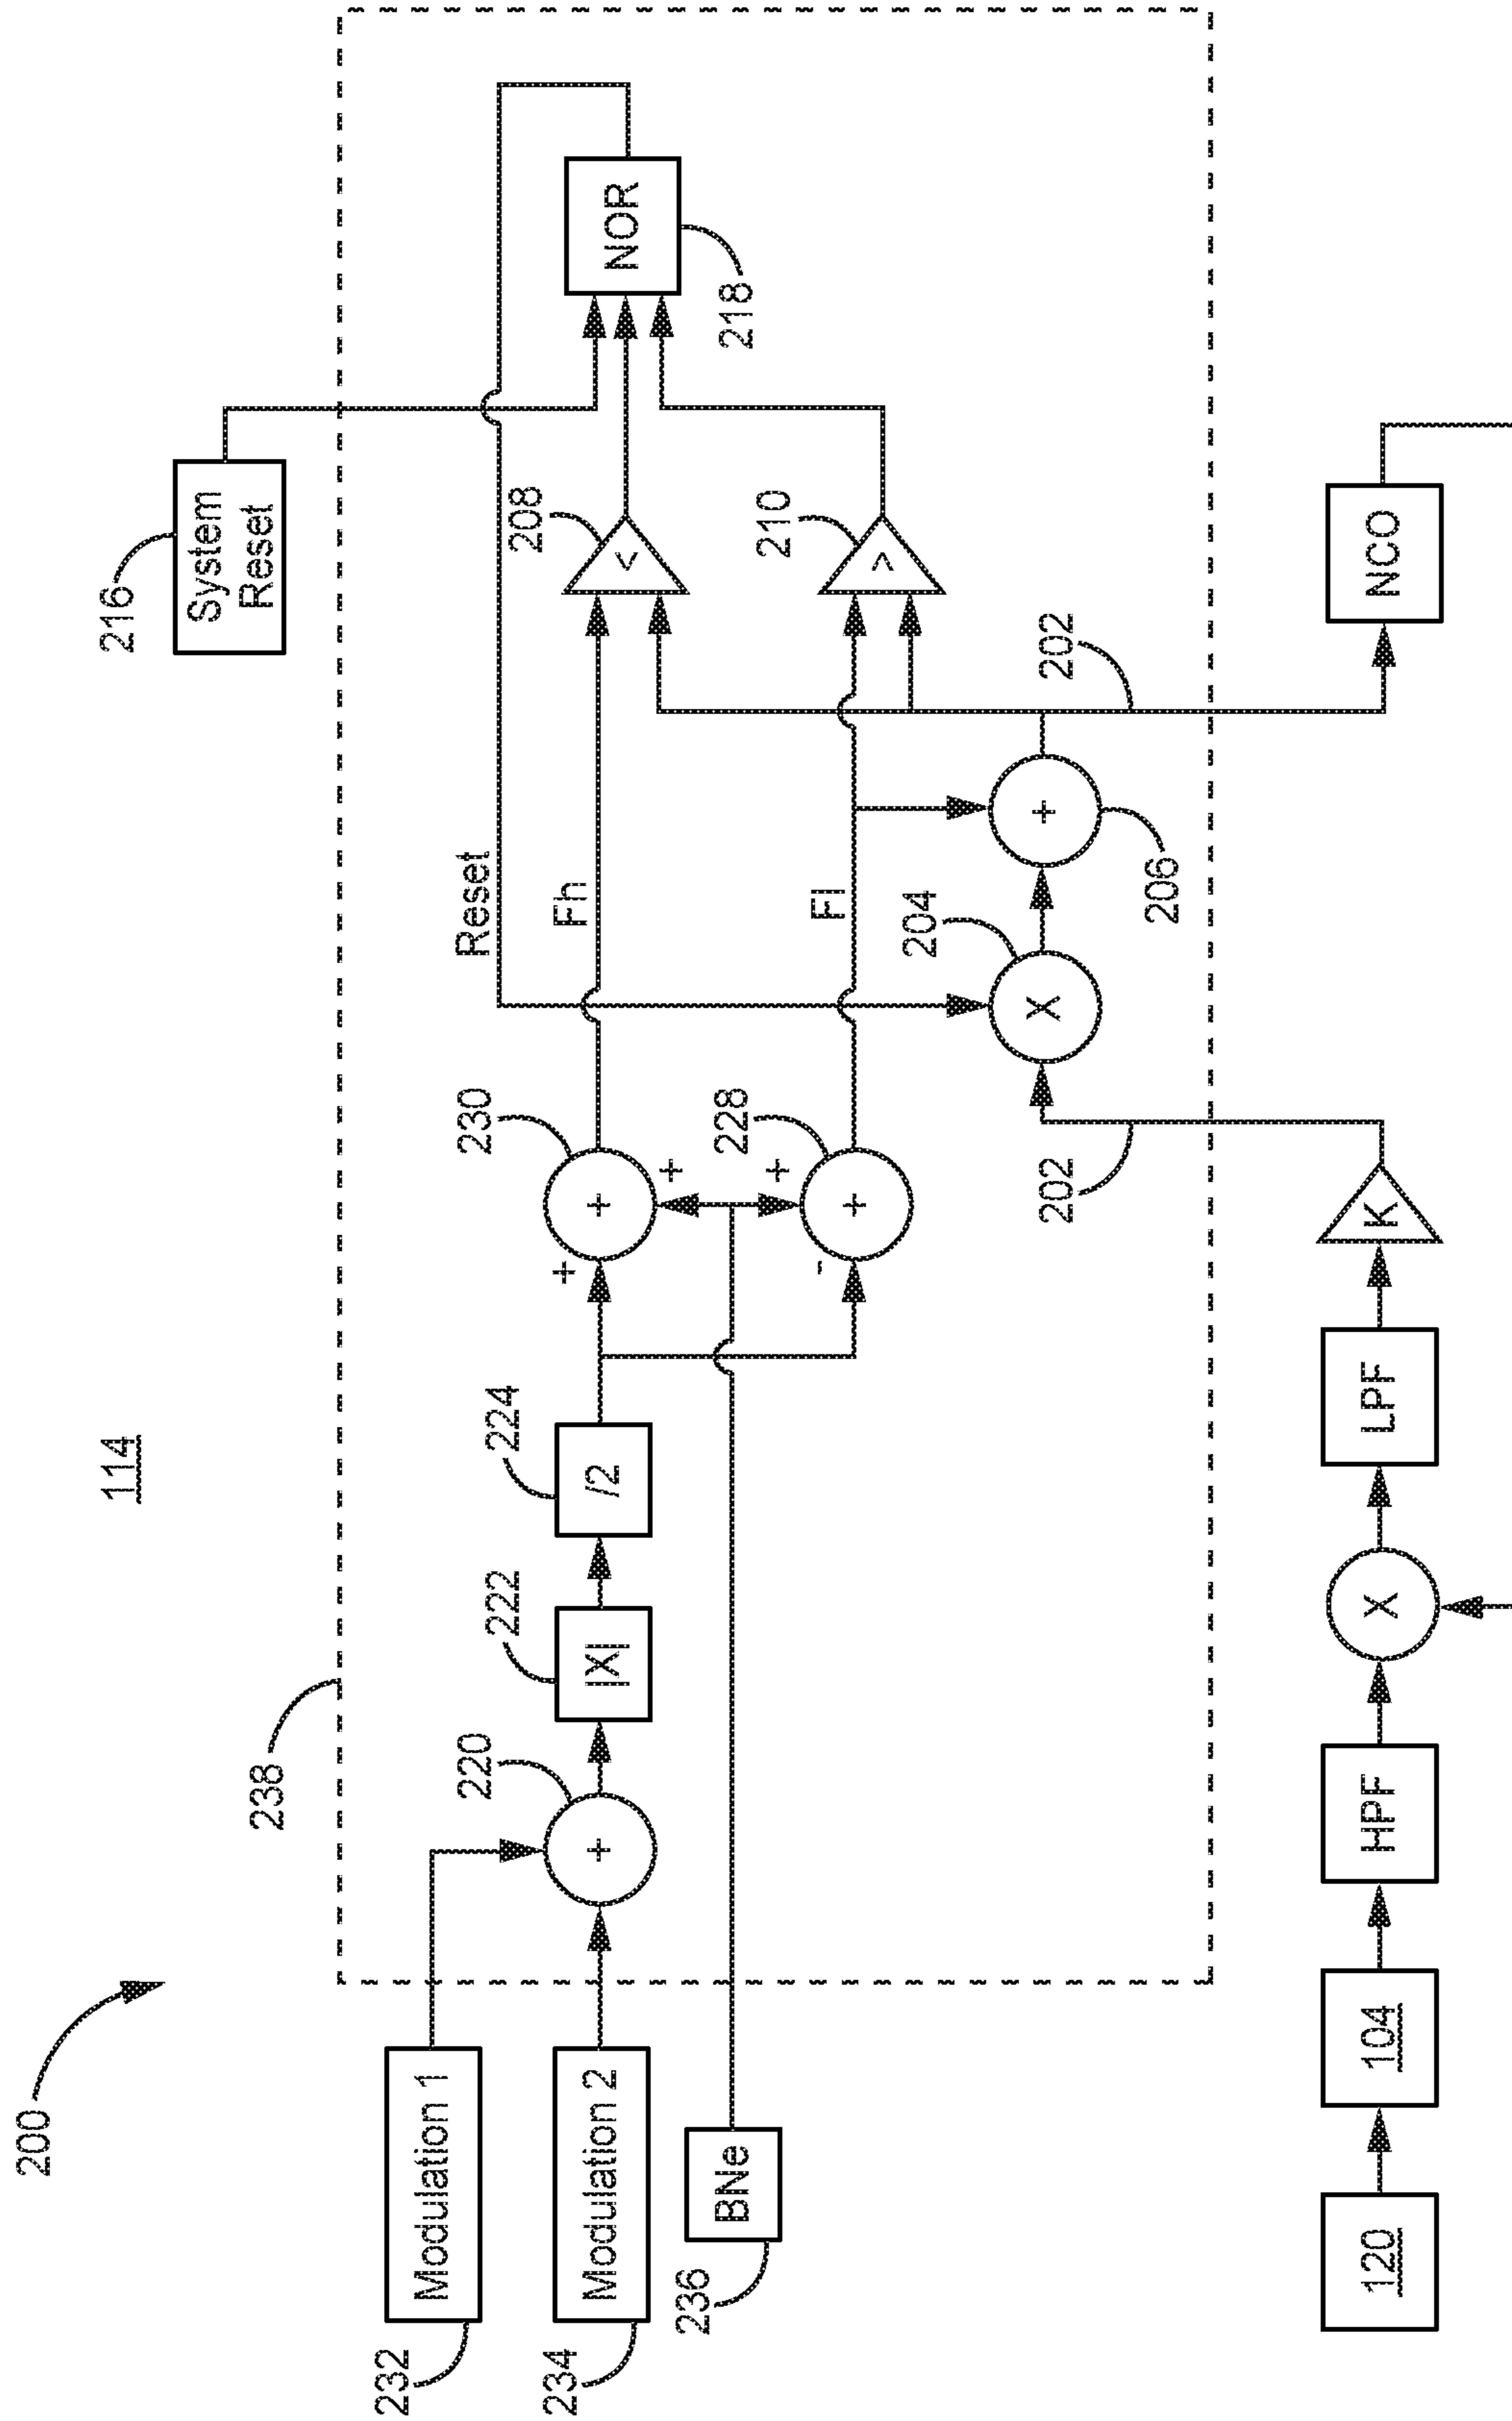 200
114
238
216
System
Reset
232
Modulation 1
Reset
220
+
222
|X|
224
/2
230
+
+
+
Fh
208
<
NOR
218
234
Modulation 2
236
BNe
228
+
-
+
Fl
210
>
204
X
206
+
202
202
120
104
HPF
X
LPF
K
NCO